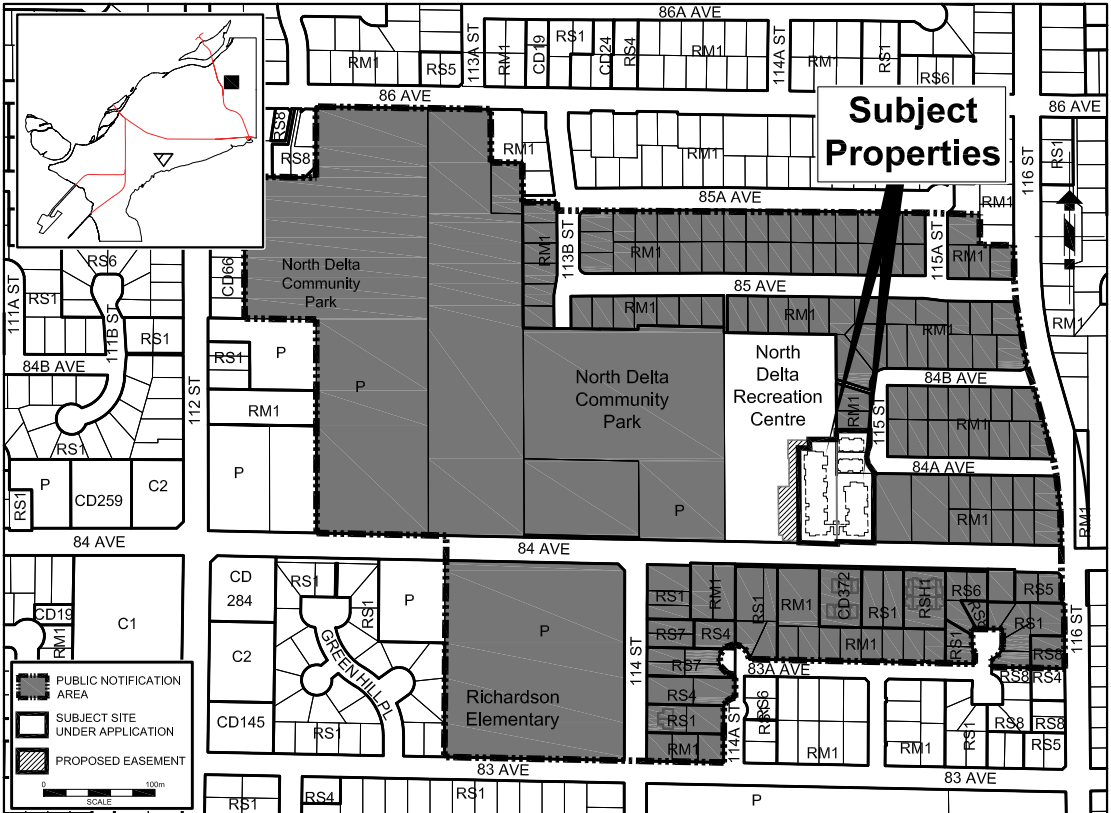 86A AVE
113A ST
114A ST
116 ST
RM1
RS5
RM1
CD19
RS1
CD24
RS4
RM1
RM1
RS1
RS6
86 AVE
86 AVE
Subject
Properties
RS8
RS8
RM1
RM1
RS1
RM1
85A AVE
113B ST
115A ST
RM1
RM1
RM1
85 AVE
North Delta
Community
Park
CD66
RS6
RS1
111A ST
111B ST
RS1
84B AVE
RS1
112 ST
RS1
P
RM1
P
P
RM1
RM1
RM1
RM1
North Delta
Community
Park
North
Delta
Recreation
Centre
RM1
115 ST
84B AVE
RM1
84A AVE
RM1
RM1
P
RS1
P
CD259
C2
84 AVE
84 AVE
CD
284
RS1
RS1
P
GREENHILL PL
C1
CD19
RM1
C2
CD145
RS1
P
Richardson
Elementary
114 ST
RS1
RM1
RS1
RM1
CD372
RS1
RSH1
RS6
RS5
RS1
RS1
RS7
RS4
RM1
RS8
RS7
83A AVE
RS8
RS4
RS4
RS6
RS1
RS1
RM1
114A ST
RM1
RM1
RS1
RS8
RS8
RS5
116 ST
83 AVE
83 AVE
RS1
RS4
RS1
P
PUBLIC NOTIFICATION
AREA
SUBJECT SITE
UNDER APPLICATION
PROPOSED EASEMENT
0
100m
SCALE